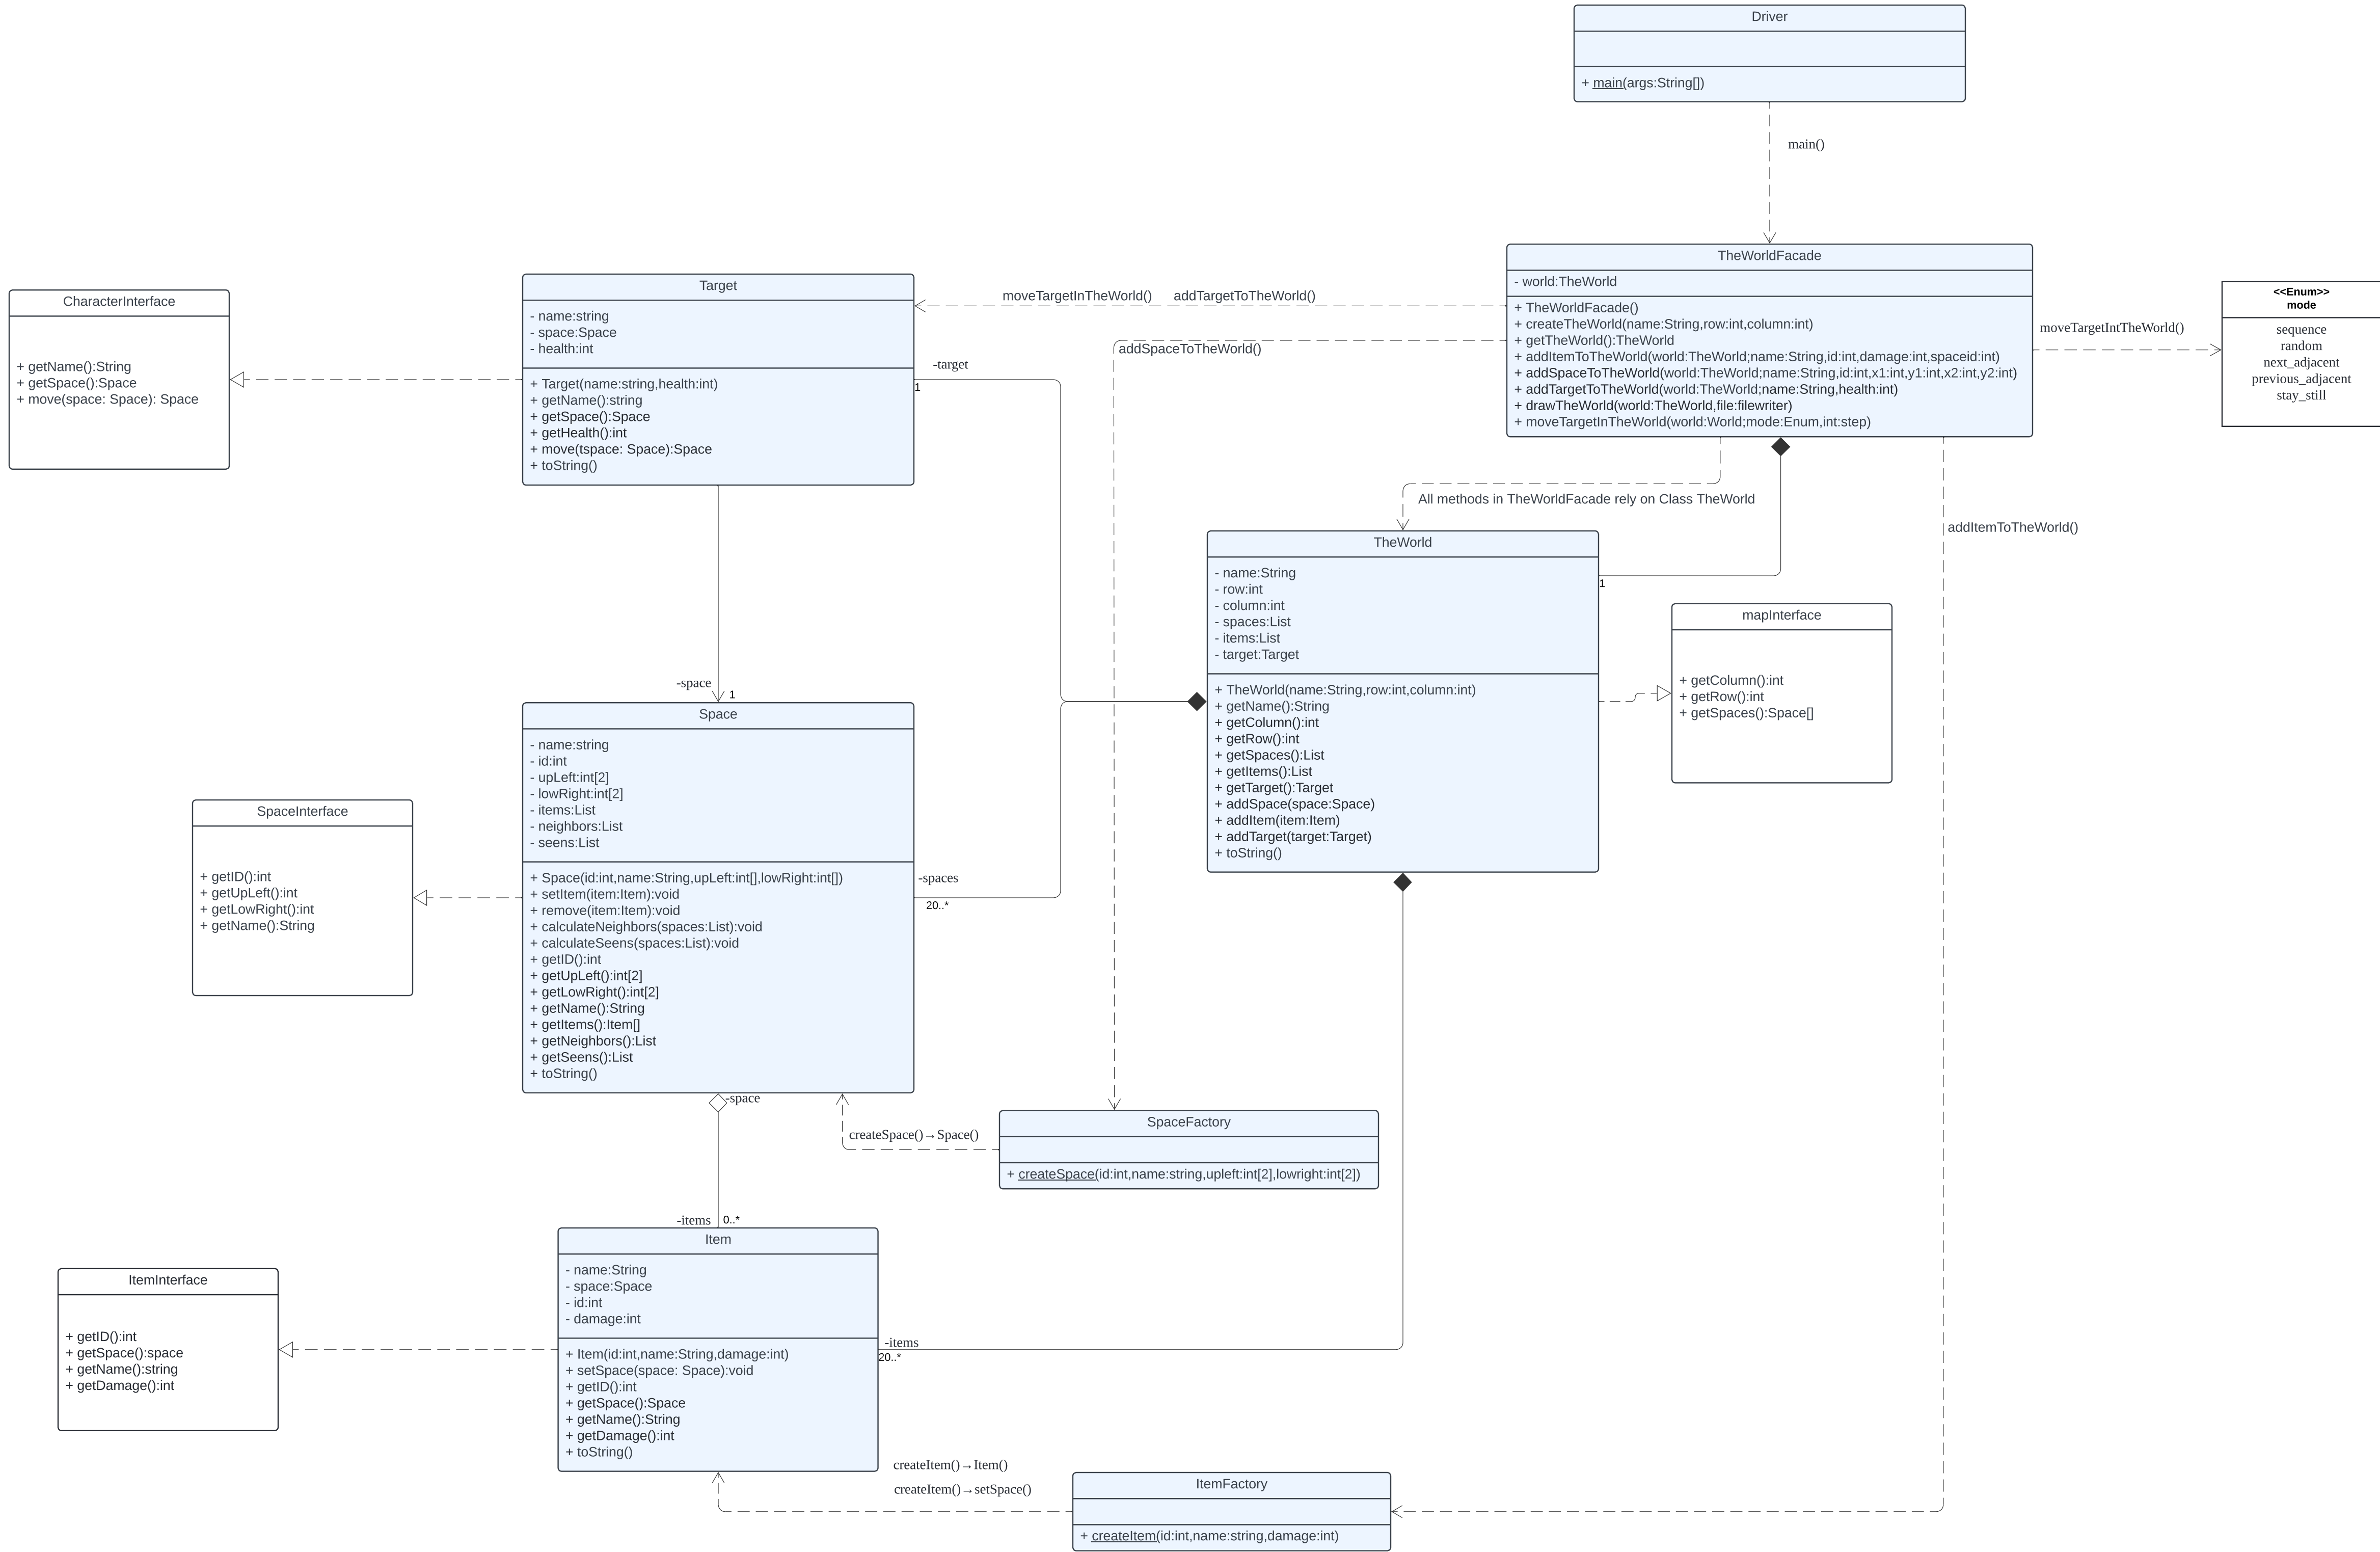 Driver
+ main(args:String[])
main()
TheWorldFacade
- world:TheWorld
+ TheWorldFacade()
+ createTheWorld(name:String,row:int,column:int)
+ getTheWorld():TheWorld
+ addItemToTheWorld(world:TheWorld;name:String,id:int,damage:int,spaceid:int)
+ addSpaceToTheWorld(world:TheWorld;name:String,id:int,x1:int,y1:int,x2:int,y2:int)
+ addTargetToTheWorld(world:TheWorld;name:String,health:int)
+ drawTheWorld(world:TheWorld,file:filewriter)
+ moveTargetInTheWorld(world:World;mode:Enum,int:step)
moveTargetIntTheWorld()
<<Enum>>
mode
sequence
random
next_adjacent
previous_adjacent
stay_still
CharacterInterface
+ getName():String
+ getSpace():Space
+ move(space: Space): Space
Target
- name:string
- space:Space
- health:int
+ Target(name:string,health:int)
+ getName():string
+ getSpace():Space
+ getHealth():int
+ move(tspace: Space):Space
+ toString()
moveTargetInTheWorld() addTargetToTheWorld()
addSpaceToTheWorld()
-target
1
All methods in TheWorldFacade rely on Class TheWorld
addItemToTheWorld()
TheWorld
- name:String
- row:int
- column:int
- spaces:List
- items:List
- target:Target
+ TheWorld(name:String,row:int,column:int)
+ getName():String
+ getColumn():int
+ getRow():int
+ getSpaces():List
+ getItems():List
+ getTarget():Target
+ addSpace(space:Space)
+ addItem(item:Item)
+ addTarget(target:Target)
+ toString()
1
mapInterface
+ getColumn():int
+ getRow():int
+ getSpaces():Space[]
-space
1
Space
- name:string
- id:int
- upLeft:int[2]
- lowRight:int[2]
- items:List
- neighbors:List
- seens:List
+ Space(id:int,name:String,upLeft:int[],lowRight:int[])
+ setItem(item:Item):void
+ remove(item:Item):void
+ calculateNeighbors(spaces:List):void
+ calculateSeens(spaces:List):void
+ getID():int
+ getUpLeft():int[2]
+ getLowRight():int[2]
+ getName():String
+ getItems():Item[]
+ getNeighbors():List
+ getSeens():List
+ toString()
-spaces
20..*
SpaceInterface
+ getID():int
+ getUpLeft():int
+ getLowRight():int
+ getName():String
-space
createSpace()→Space()
SpaceFactory
+ createSpace(id:int,name:string,upleft:int[2],lowright:int[2])
-items
0..*
Item
- name:String
- space:Space
- id:int
- damage:int
+ Item(id:int,name:String,damage:int)
+ setSpace(space: Space):void
+ getID():int
+ getSpace():Space
+ getName():String
+ getDamage():int
+ toString()
-items
20..*
ItemInterface
+ getID():int
+ getSpace():space
+ getName():string
+ getDamage():int
createItem()→Item()
createItem()→setSpace()
ItemFactory
+ createItem(id:int,name:string,damage:int)